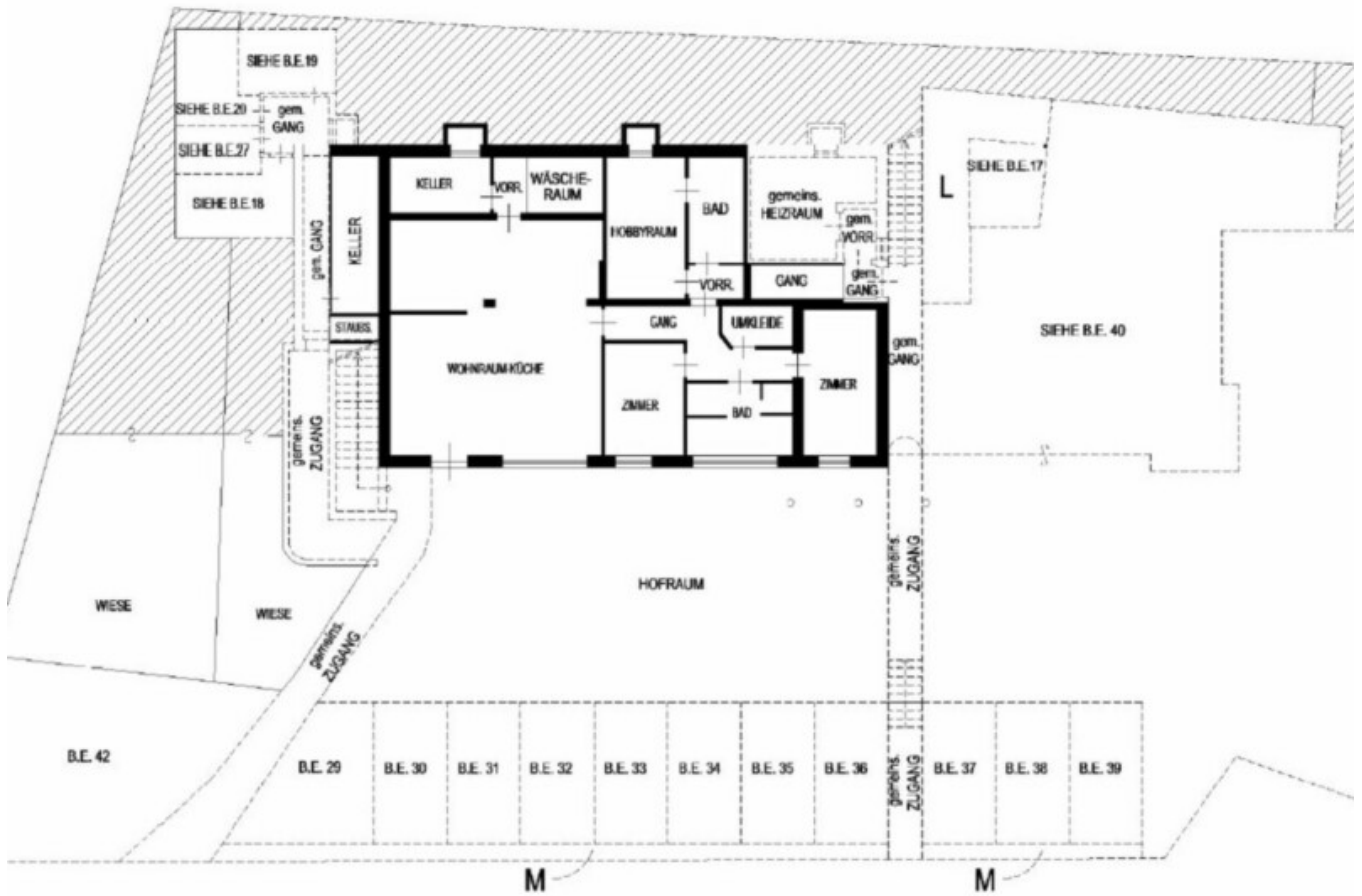 SIEHE B.E.19
SIEHE B.E.20
gem.
GANG
SIEHE B.E.27
SIEHE B.E.18
gem. GANG
KELLER
STAUBS.
KELLER
VORR.
WÄSCHE-
RAUM
HOBBYRAUM
BAD
VORR.
gemeins.
HEIZRAUM
gem.
VORR.
GANG
gem.
GANG
L
SIEHE B.E.17
SIEHE B.E. 40
gem.
GANG
WOHNRAUM-KÜCHE
GANG
UMKLEIDE
ZIMMER
BAD
ZIMMER
gemeins.
ZUGANG
WIESE
WIESE
gemeins.
ZUGANG
HOFRAUM
gemeins.
ZUGANG
B.E. 42
B.E. 29
B.E. 30
B.E. 31
B.E. 32
B.E. 33
B.E. 34
B.E. 35
B.E. 36
gemeins.
ZUGANG
B.E. 37
B.E. 38
B.E. 39
M
M